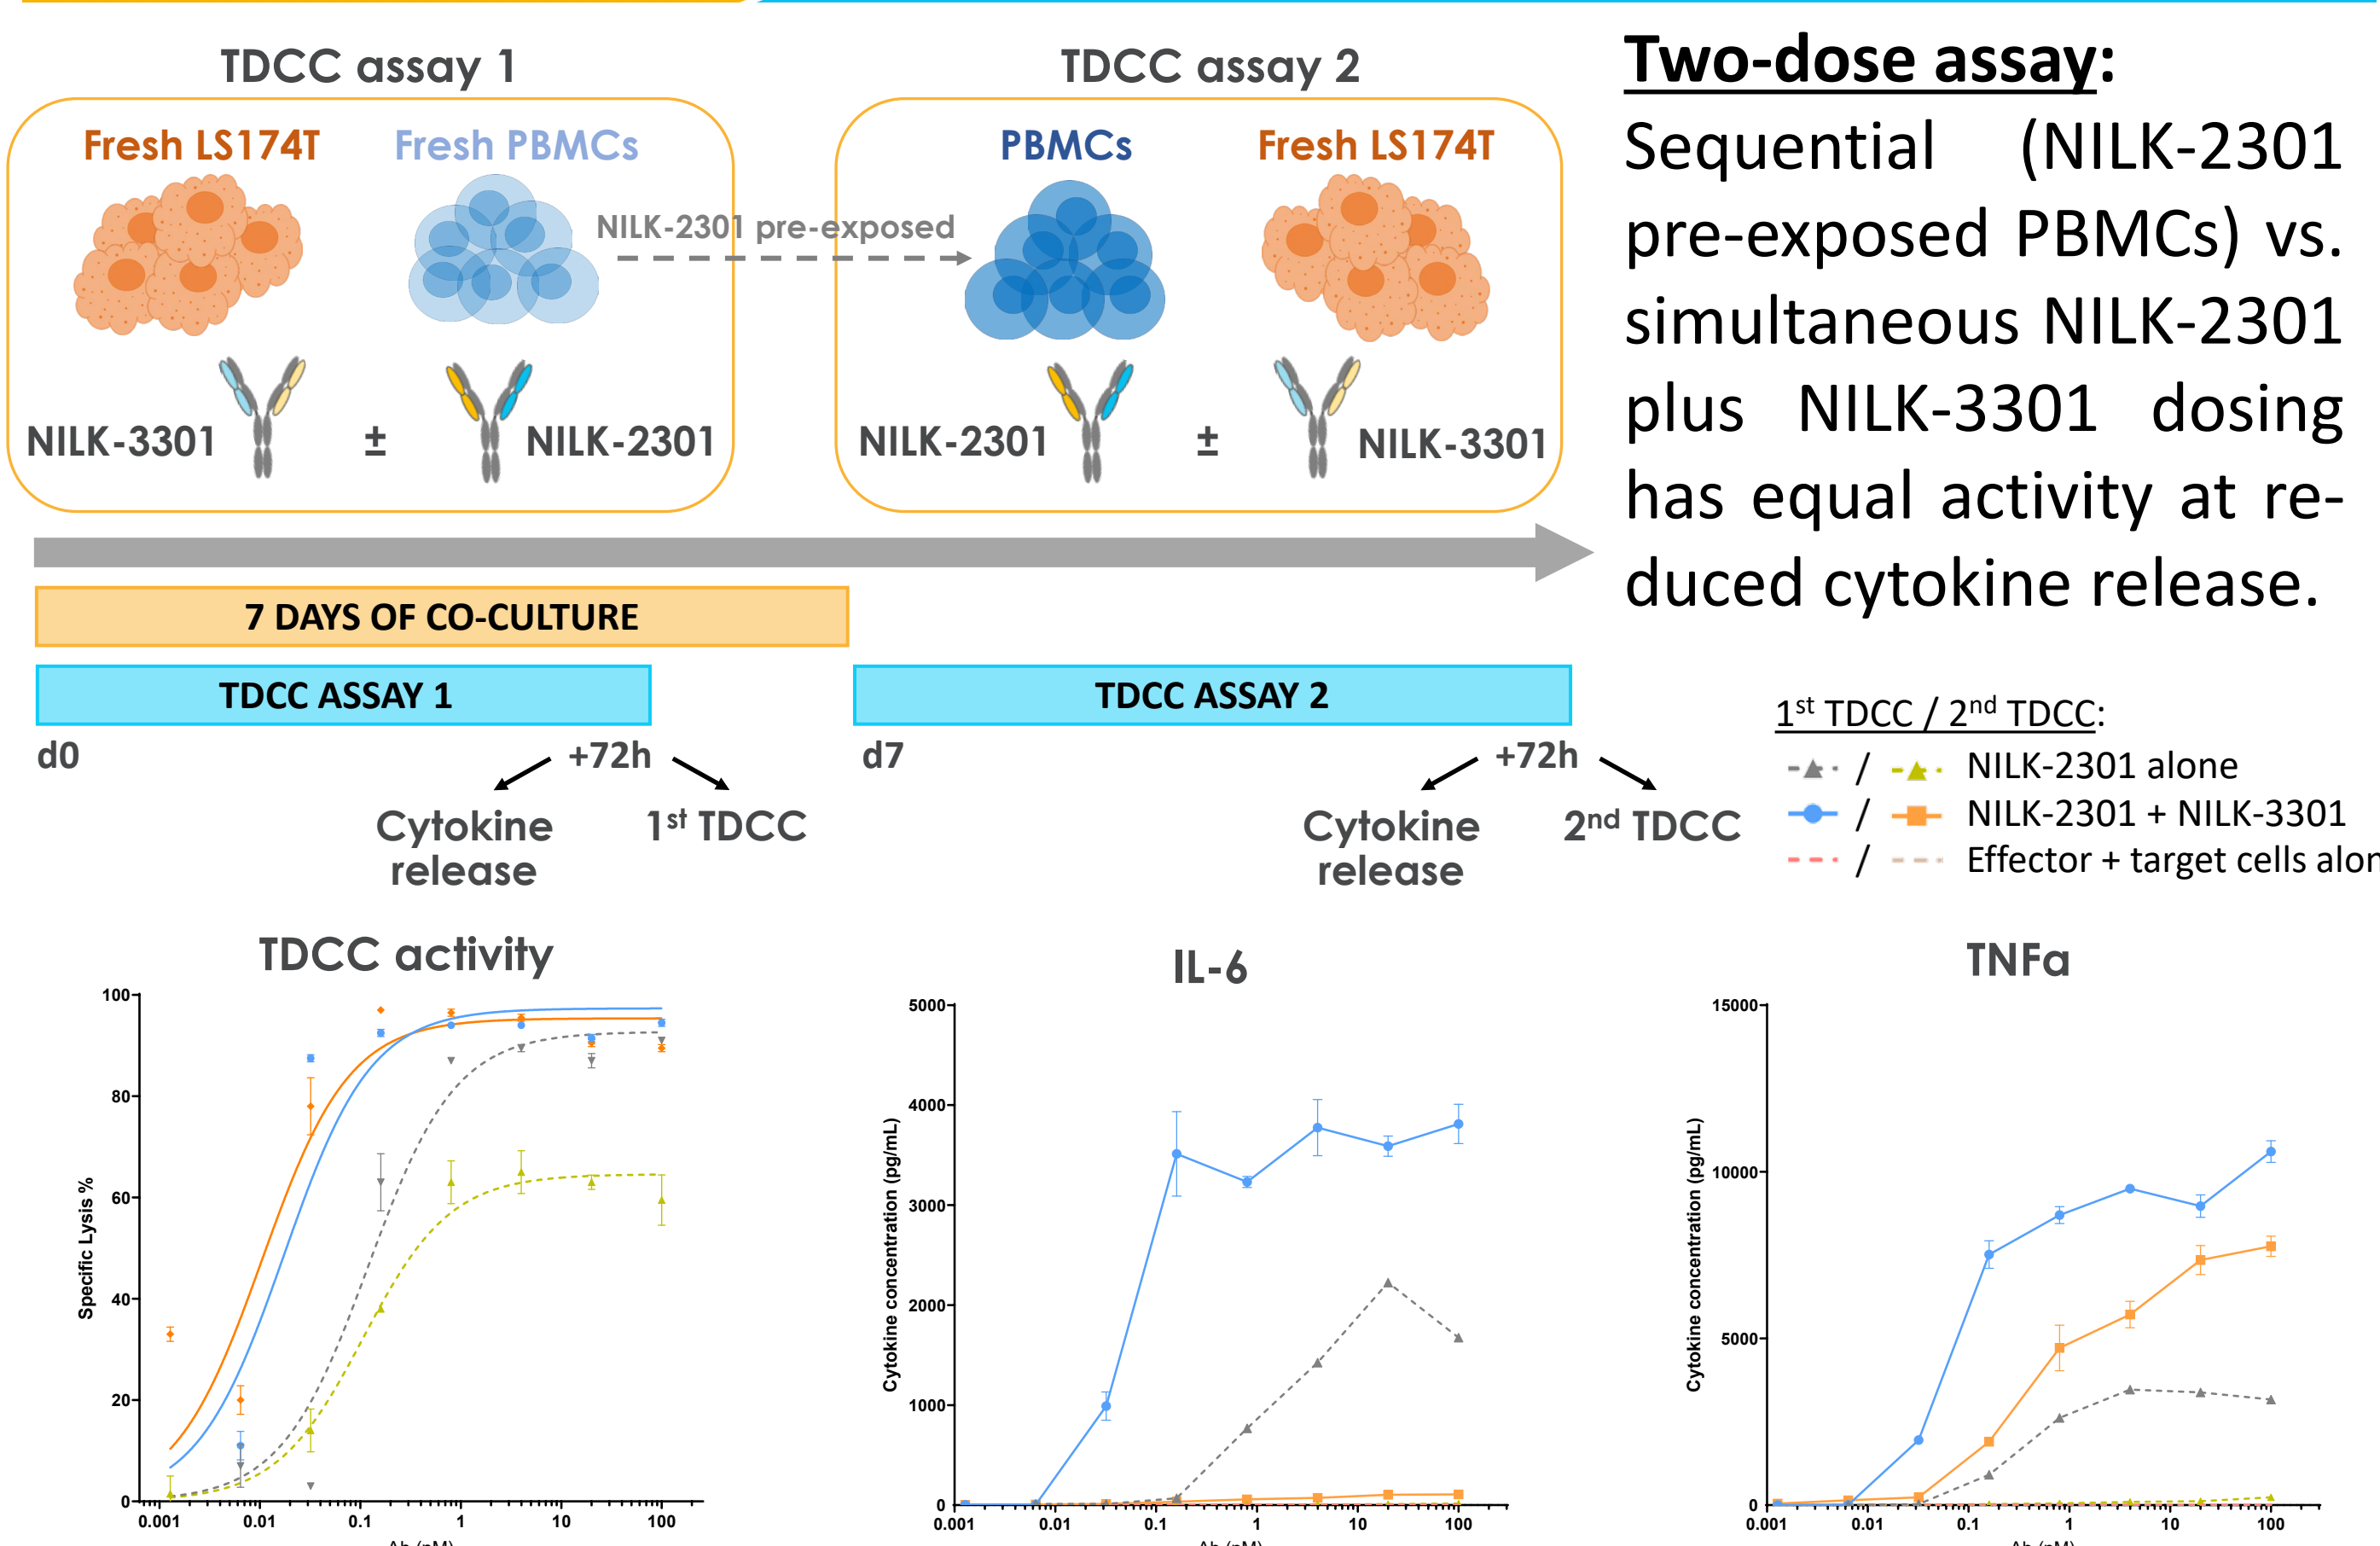 TDCC assay 1
Fresh LS174T
Fresh PBMCs
NILK-3301
±
NILK-2301
NILK-2301 pre-exposed
TDCC assay 2
PBMCs
Fresh LS174T
NILK-2301
±
NILK-3301
Two-dose assay:
Sequential (NILK-2301
pre-exposed PBMCs) vs.
simultaneous NILK-2301
plus NILK-3301 dosing
has equal activity at re-
duced cytokine release.
7 DAYS OF CO-CULTURE
TDCC ASSAY 1
TDCC ASSAY 2
d0
+72h
d7
+72h
Cytokine
release
1st TDCC
Cytokine
release
2nd TDCC
1st TDCC / 2nd TDCC:
/ NILK-2301 alone
/ NILK-2301 + NILK-3301
/ Effector + target cells alon
TDCC activity
Specific Lysis %
100
80
60
40
20
0
0.001 0.01 0.1 1 10 100
Ab (nM)
IL-6
Cytokine concentration (pg/mL)
5000
4000
3000
2000
1000
0
0.001 0.01 0.1 1 10 100
Ab (nM)
TNFa
Cytokine concentration (pg/mL)
15000
10000
5000
0
0.001 0.01 0.1 1 10 100
Ab (nM)